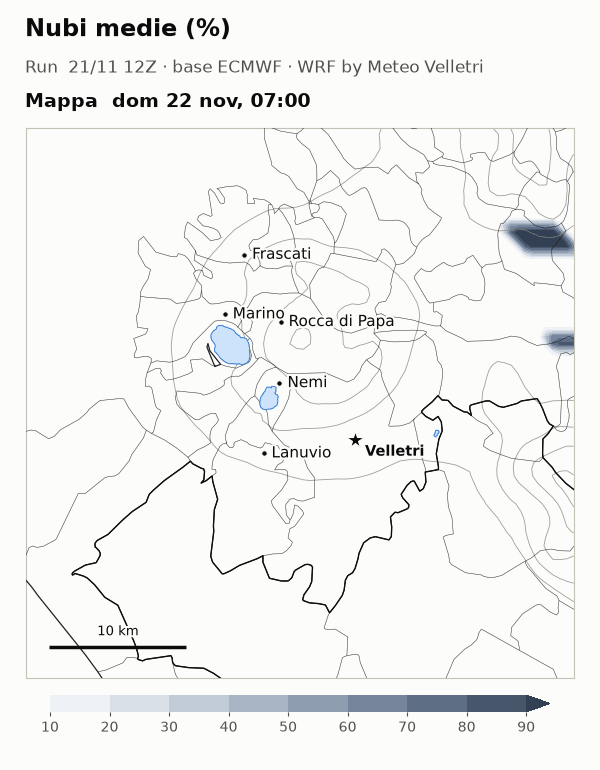 Nubi medie (%)
Run  21/11 12Z · base ECMWF · WRF by Meteo Velletri
Mappa  dom 22 nov, 07:00
Frascati
Marino
Rocca di Papa
Nemi
Velletri
Lanuvio
10 km
10 20 30 40 50 60 70 80 90